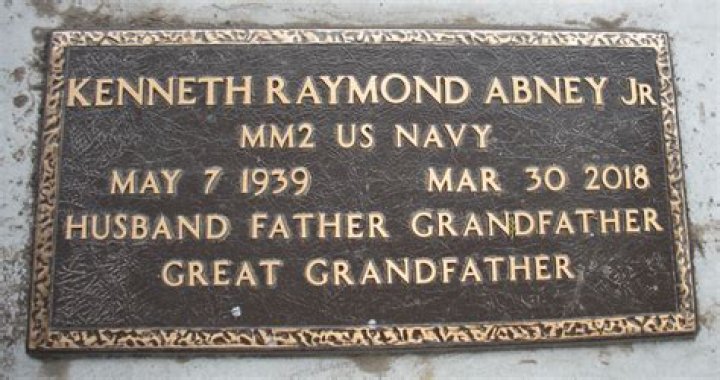 KENNETH RAYMOND ABNEY JR
MM2 US NAVY
MAY 7 1939 MAR 30 2018
HUSBAND FATHER GRANDFATHER
GREAT GRANDFATHER